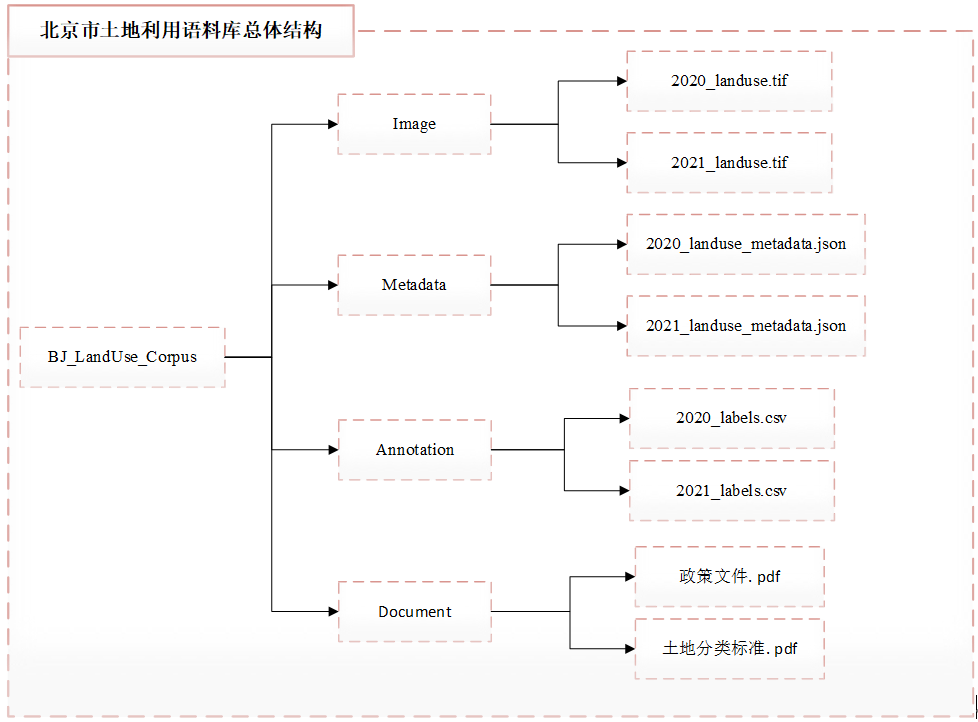 北京市土地利用语料库总体结构
BJ_LandUse_Corpus
Image
2020_landuse.tif
2021_landuse.tif
Metadata
2020_landuse_metadata.json
2021_landuse_metadata.json
Annotation
2020_labels.csv
2021_labels.csv
Document
政策文件. pdf
土地分类标准. pdf